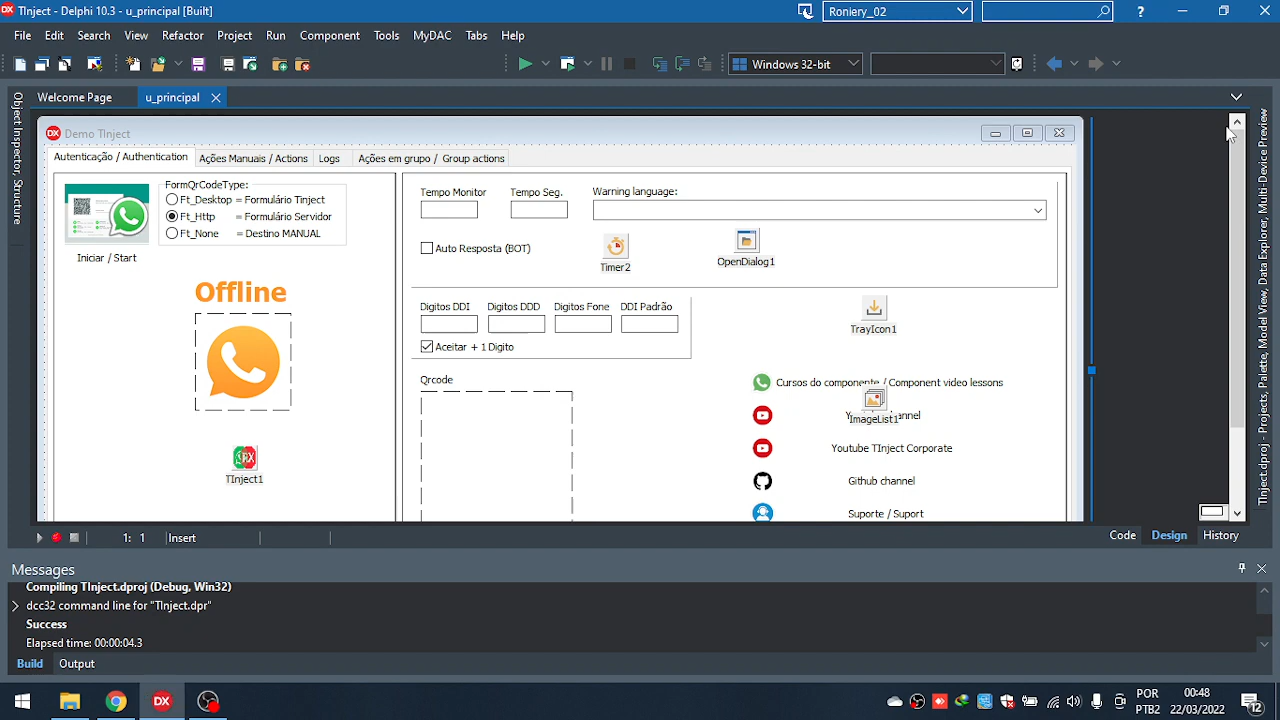 TInject - Delphi 10.3 - u_principal [Built]
Roniery_02
File Edit Search View Refactor Project Run Component Tools MyDAC Tabs Help
Windows 32-bit
Welcome Page u_principal
Object Inspector, Structure
TInject.dproj - Projects, Palette, Model View, Data Explorer, Multi-Device Preview
Demo TInject
Autenticação / Authentication Ações Manuais / Actions Logs Ações em grupo / Group actions
FormQrCodeType:
Ft_Desktop = Formulário Tinject
Ft_Http = Formulário Servidor
Ft_None = Destino MANUAL
Iniciar / Start
Offline
TInject1
Tempo Monitor Tempo Seg. Warning language:
Auto Resposta (BOT)
Timer2
OpenDialog1
Digitos DDI Digitos DDD Digitos Fone DDI Padrão
Aceitar + 1 Digito
TrayIcon1
Qrcode
Cursos do componente / Component video lessons
ImageList1
Youtube TInject Corporate
Github channel
Suporte / Suport
1: 1 Insert
Code Design History
Messages
Compiling TInject.dproj (Debug, Win32)
dcc32 command line for "TInject.dpr"
Success
Elapsed time: 00:00:04.3
Build Output
POR
PTB2
00:48
22/03/2022
12